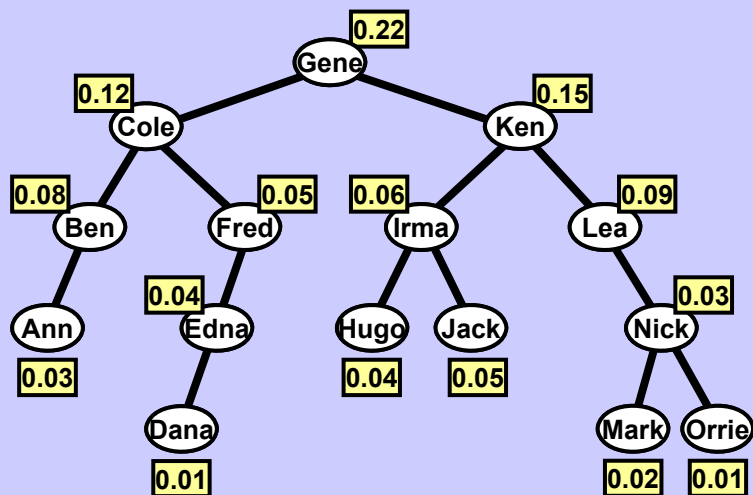 0.22
Gene
0.12 0.15
Cole Ken
0.08 0.05 0.06 0.09
Ben Fred Irma Lea
0.04 0.03
Ann Edna Hugo Jack Nick
0.03 0.04 0.05
Dana Mark Orrie
0.01 0.02 0.01